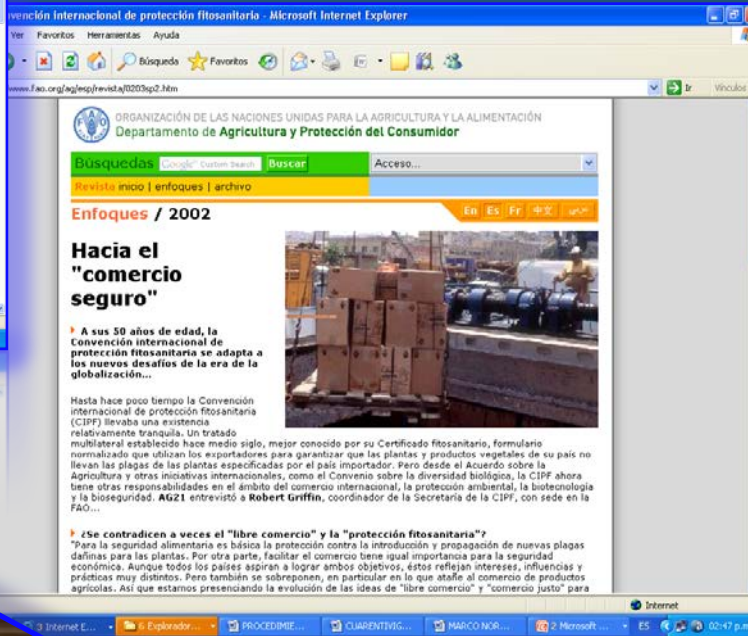 vención internacional de protección fitosanitaria - Microsoft Internet Explorer
Ver Favoritos Herramientas Ayuda
Búsqueda Favoritos
www.fao.org/ag/esp/revista/0203sp2.htm Ir Vínculos
ORGANIZACIÓN DE LAS NACIONES UNIDAS PARA LA AGRICULTURA Y LA ALIMENTACIÓN
Departamento de Agricultura y Protección del Consumidor
Búsquedas Google Custom Search Buscar Acceso...
Revista inicio | enfoques | archivo
Enfoques / 2002 En Es Fr 中文
Hacia el
"comercio
seguro"
A sus 50 años de edad, la
Convención internacional de
protección fitosanitaria se adapta a
los nuevos desafíos de la era de la
globalización...
Hasta hace poco tiempo la Convención
internacional de protección fitosanitaria
(CIPF) llevaba una existencia
relativamente tranquila. Un tratado
multilateral establecido hace medio siglo, mejor conocido por su Certificado fitosanitario, formulario
normalizado que utilizan los exportadores para garantizar que las plantas y productos vegetales de su país no
llevan las plagas de las plantas especificadas por el país importador. Pero desde el Acuerdo sobre la
Agricultura y otras iniciativas internacionales, como el Convenio sobre la diversidad biológica, la CIPF ahora
tiene otras responsabilidades en el ámbito del comercio internacional, la protección ambiental, la biotecnología
y la bioseguridad. AG21 entrevistó a Robert Griffin, coordinador de la Secretaría de la CIPF, con sede en la
FAO...
¿Se contradicen a veces el "libre comercio" y la "protección fitosanitaria"?
"Para la seguridad alimentaria es básica la protección contra la introducción y propagación de nuevas plagas
dañinas para las plantas. Por otra parte, facilitar el comercio tiene igual importancia para la seguridad
económica. Aunque todos los países aspiran a lograr ambos objetivos, éstos reflejan intereses, influencias y
prácticas muy distintos. Pero también se sobreponen, en particular en lo que atañe al comercio de productos
agrícolas. Así que estamos presenciando la evolución de las ideas de "libre comercio" y "comercio justo" para
Internet
3 Internet E... 6 Explorador... PROCEDIMIE... CUARENTIVIG... MARCO NOR... 2 Microsoft ... ES 02:47 p.m.